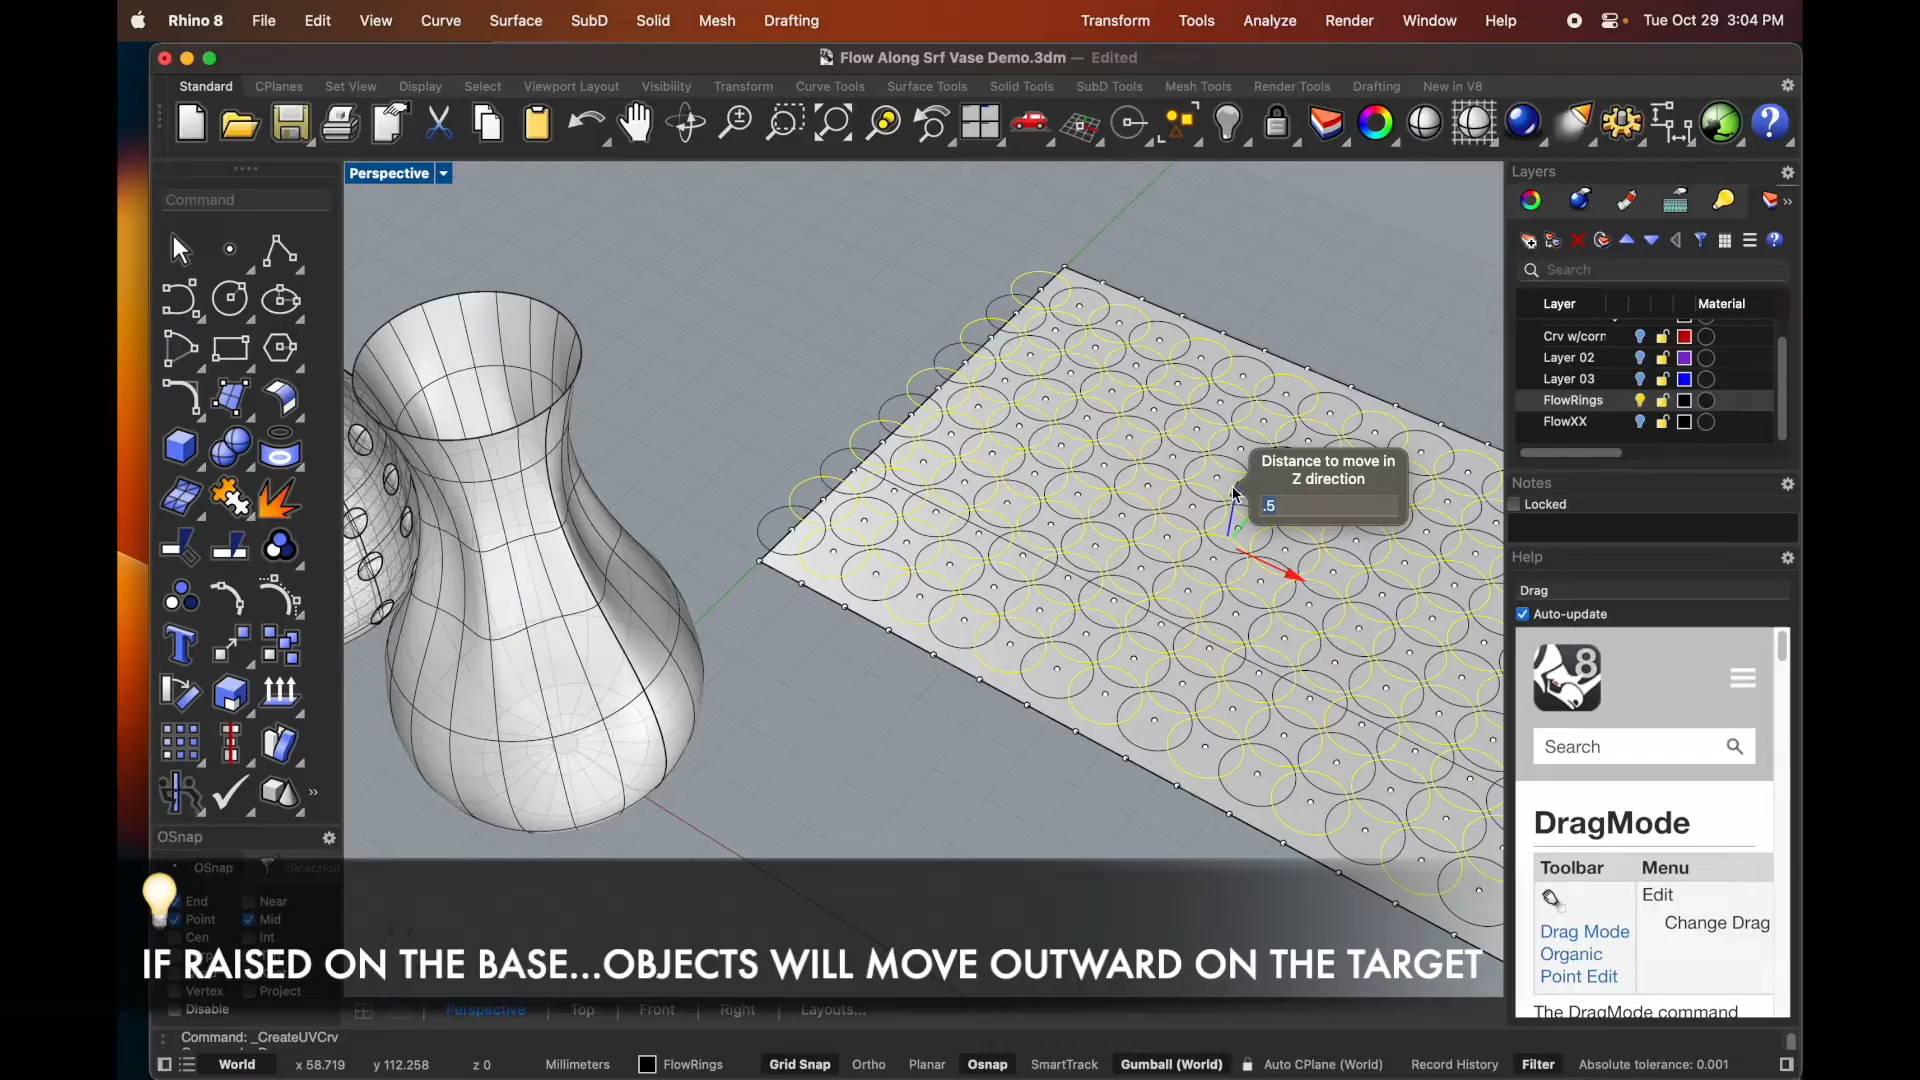 Rhino 8 File Edit View Curve Surface SubD Solid Mesh Drafting Transform Tools Analyze Render Window Help Tue Oct 29 3:04 PM
Flow Along Srf Vase Demo.3dm — Edited
Standard CPlanes Set View Display Select Viewport Layout Visibility Transform Curve Tools Surface Tools Solid Tools SubD Tools Mesh Tools Render Tools Drafting New in V8
Perspective
Command
Distance to move in
Z direction
.5
Layers
Search
Layer Material
Crv w/corn
Layer 02
Layer 03
FlowRings
FlowXX
Notes
Locked
Help
Drag
Auto-update
8
Search
DragMode
Toolbar Menu
Edit
Change Drag
Drag Mode
Organic
Point Edit
The DragMode command
OSnap
OSnap Selection
End Near
Point Mid
Cen Int
Vertex Project
Disable
z y
IF RAISED ON THE BASE...OBJECTS WILL MOVE OUTWARD ON THE TARGET
Perspective Top Front Right Layouts...
Command: _CreateUVCrv
World x 58.719 y 112.258 z 0 Millimeters FlowRings Grid Snap Ortho Planar Osnap SmartTrack Gumball (World) Auto CPlane (World) Record History Filter Absolute tolerance: 0.001